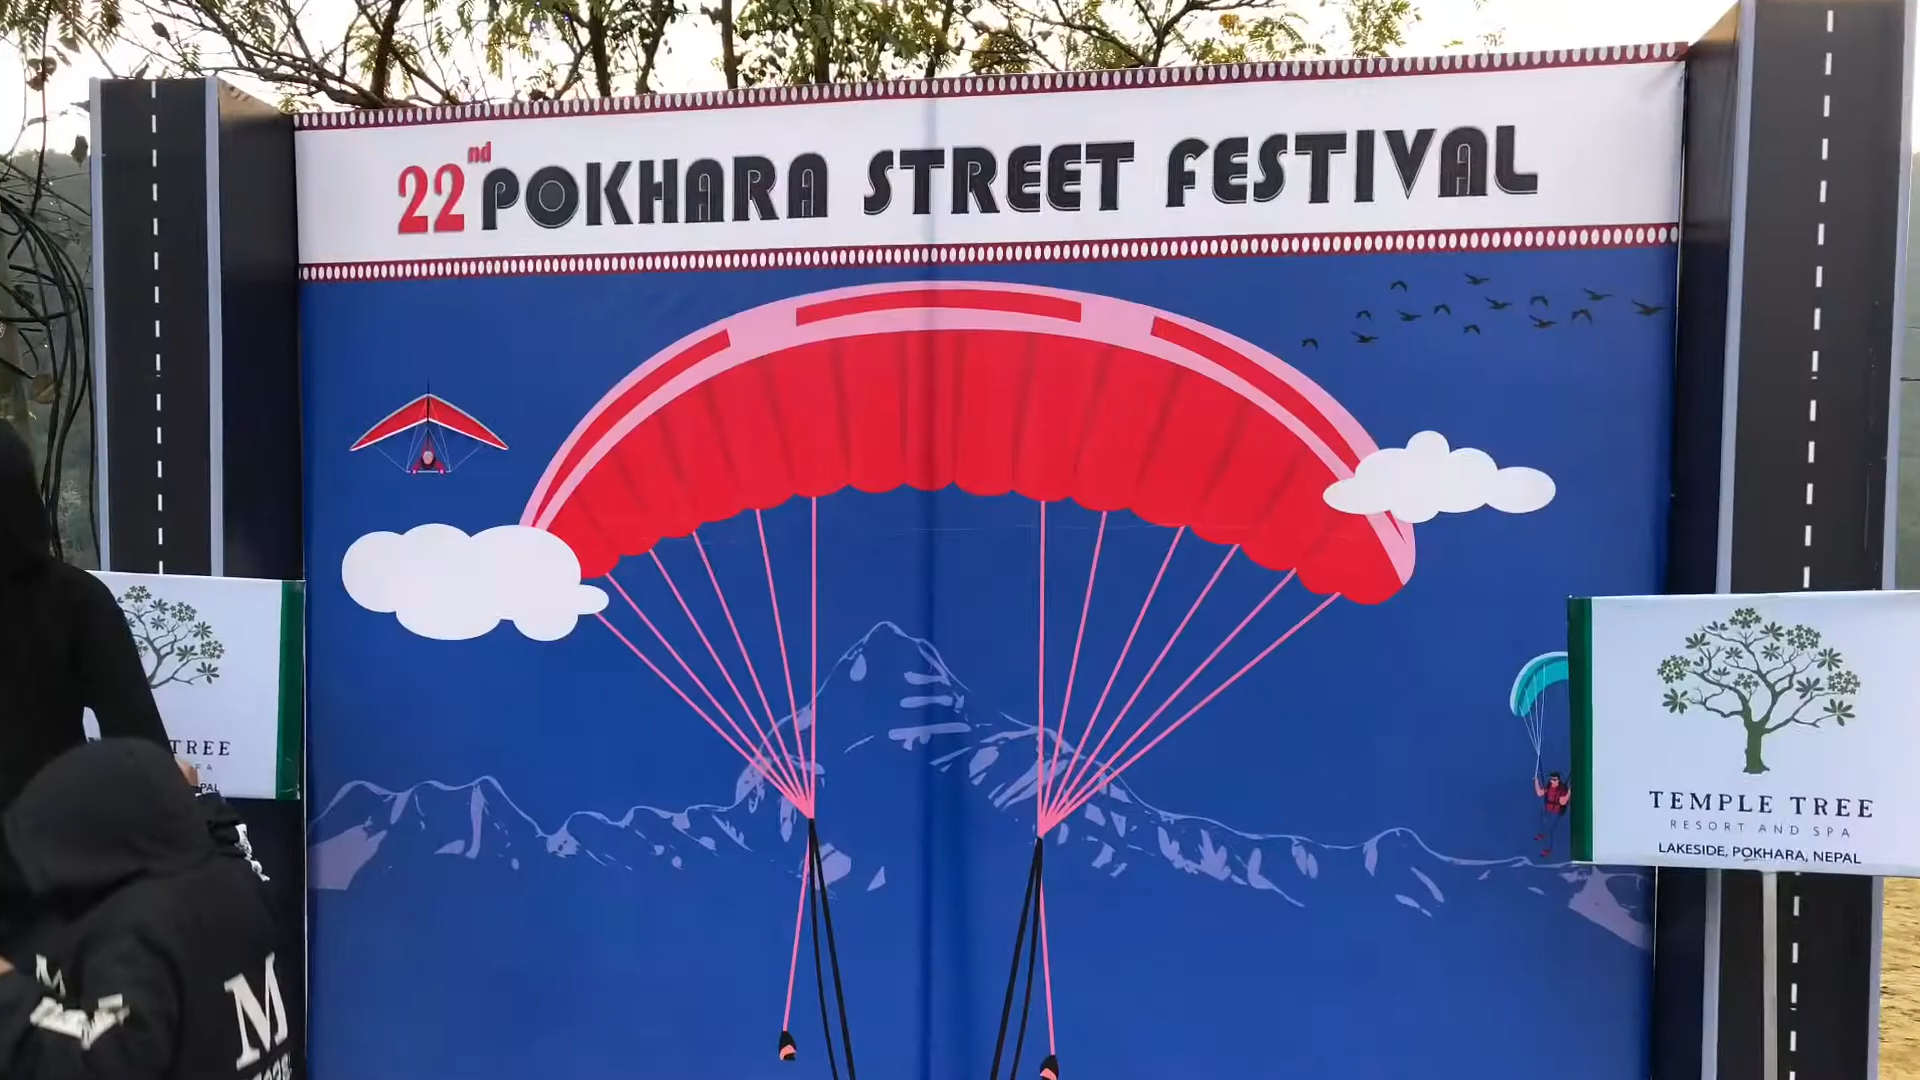 22nd POKHARA STREET FESTIVAL
TREE
TEMPLE TREE
RESORT AND SPA
LAKESIDE, POKHARA, NEPAL
M